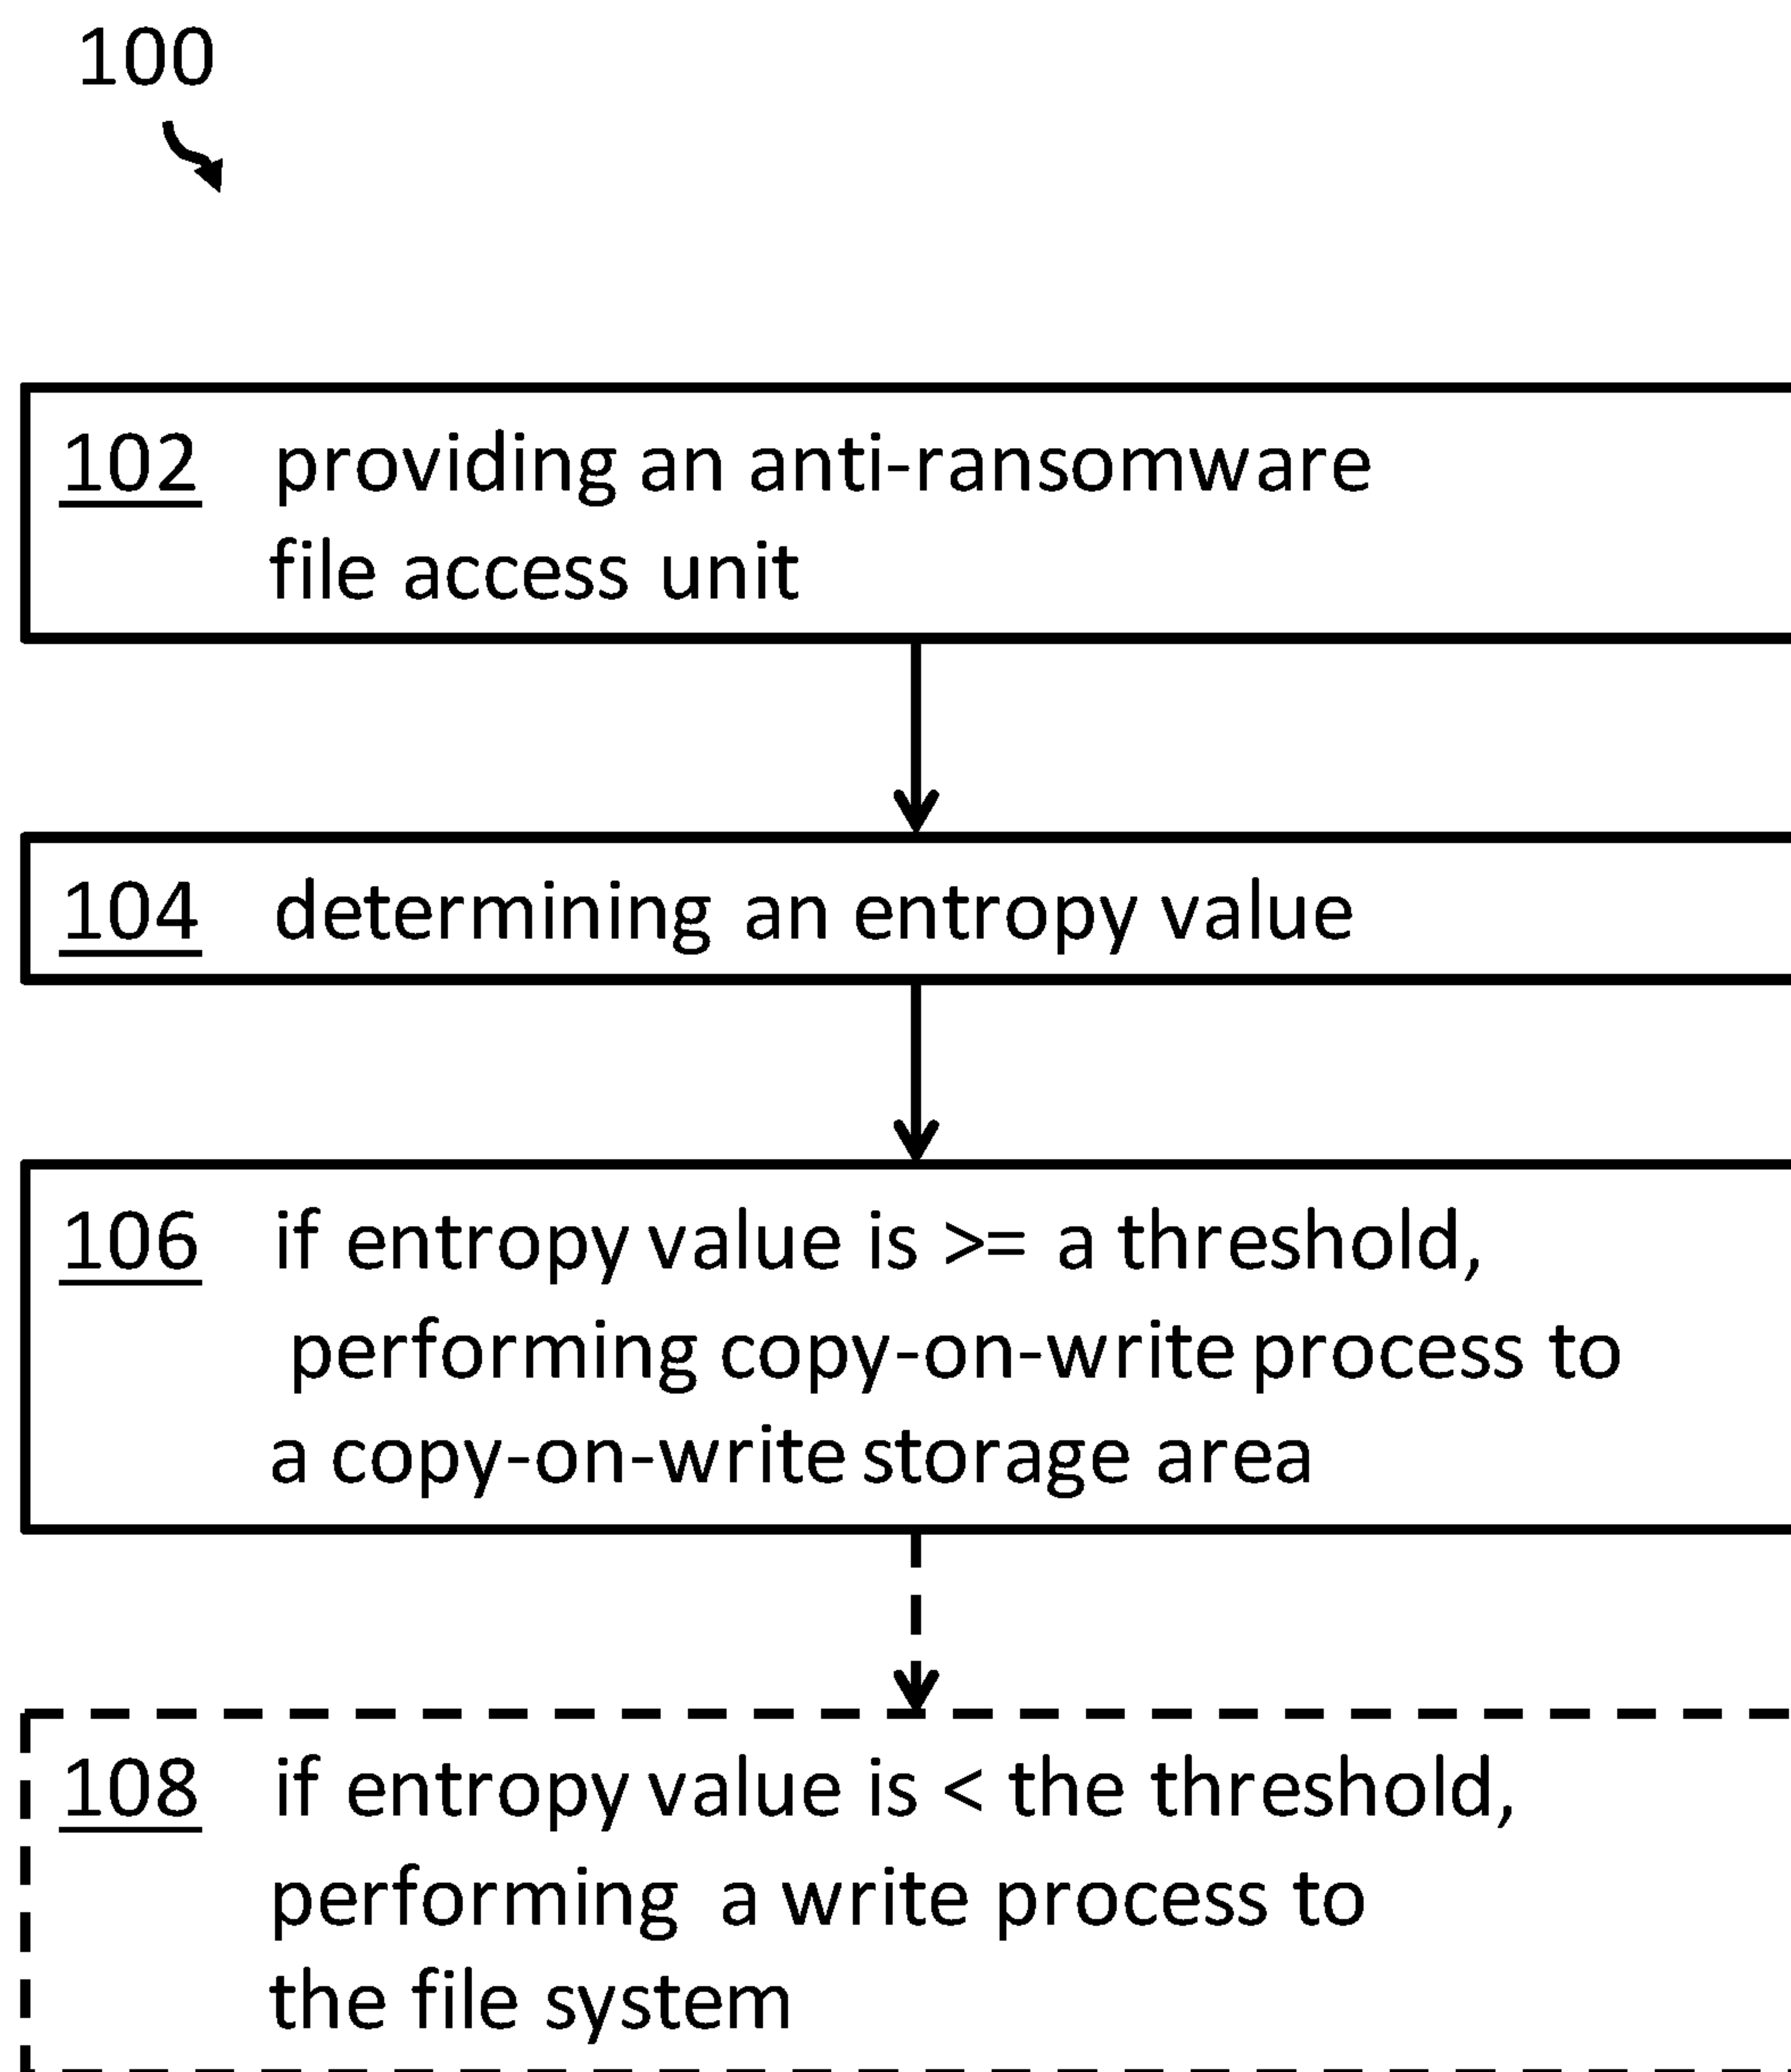 100
102 providing an anti-ransomware
file access unit
104 determining an entropy value
106 if entropy value is >= a threshold,
performing copy-on-write process to
a copy-on-write storage area
108 if entropy value is < the threshold,
performing a write process to
the file system